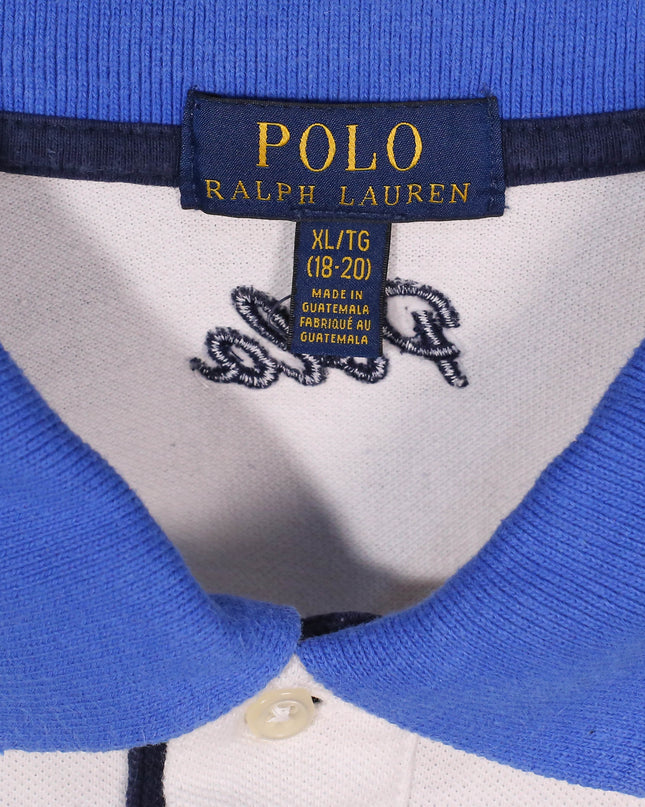 POLO
RALPH LAUREN
XL/TG
(18-20)
MADE IN
GUATEMALA
FABRIQUÉ AU
GUATEMALA